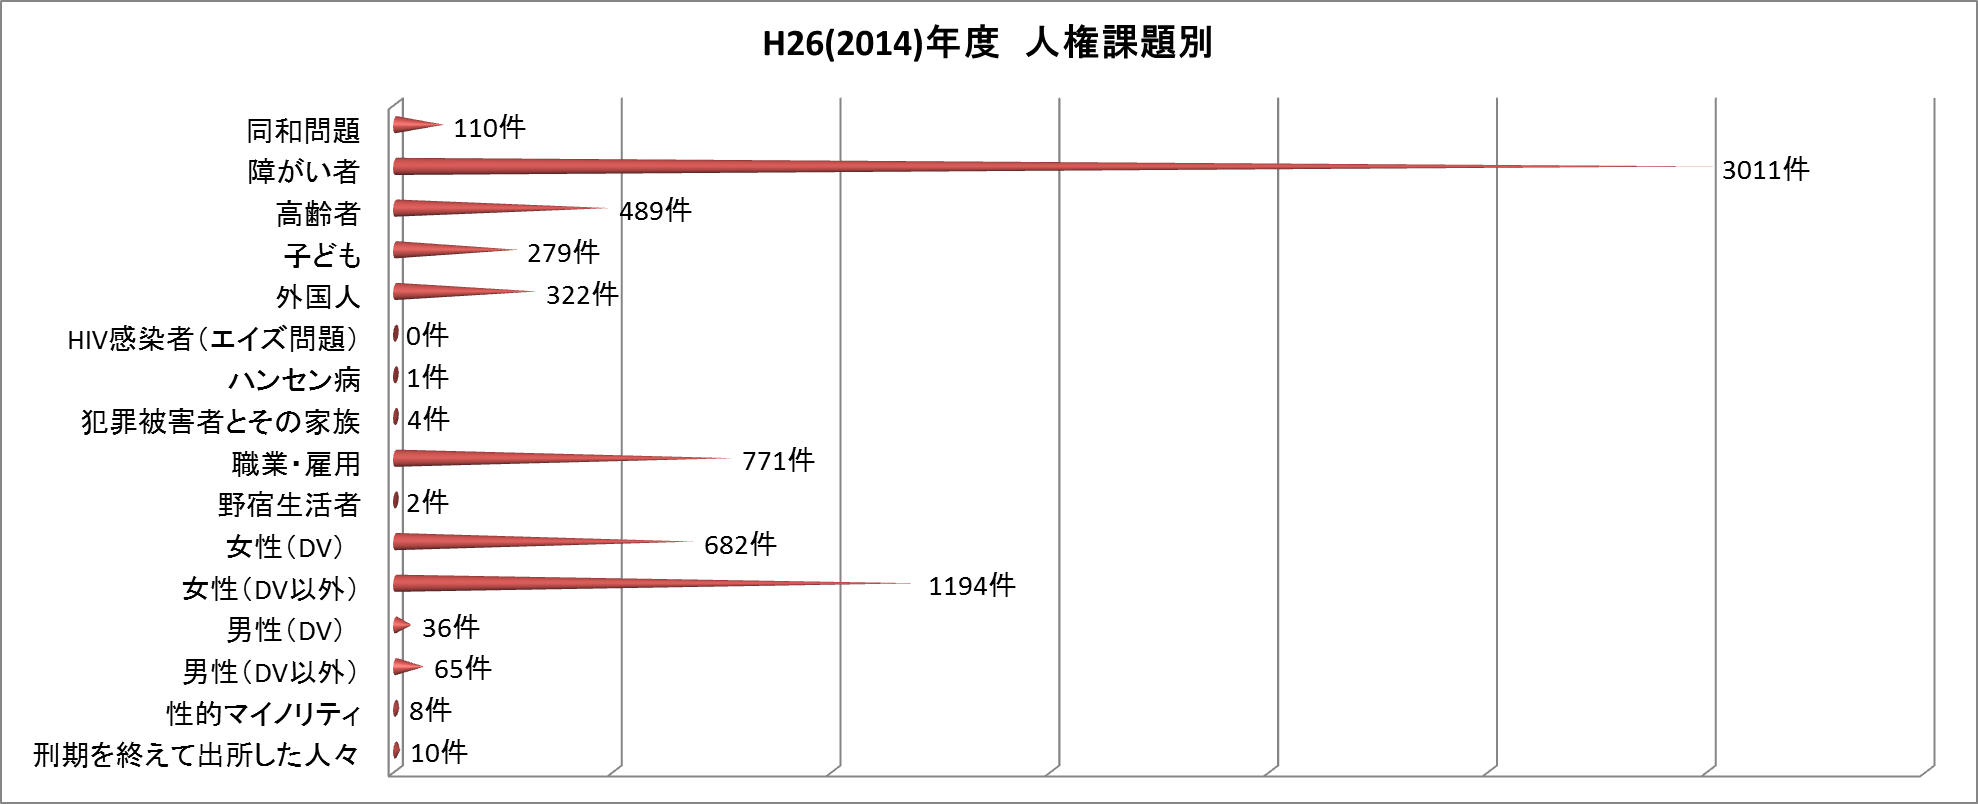 H26(2014)年度　人権課題別
同和問題 110件
障がい者 3011件
高齢者 489件
子ども 279件
外国人 322件
HIV感染者（エイズ問題） 0件
ハンセン病 1件
犯罪被害者とその家族 4件
職業・雇用 771件
野宿生活者 2件
女性（DV） 682件
女性（DV以外） 1194件
男性（DV） 36件
男性（DV以外） 65件
性的マイノリティ 8件
刑期を終えて出所した人々 10件